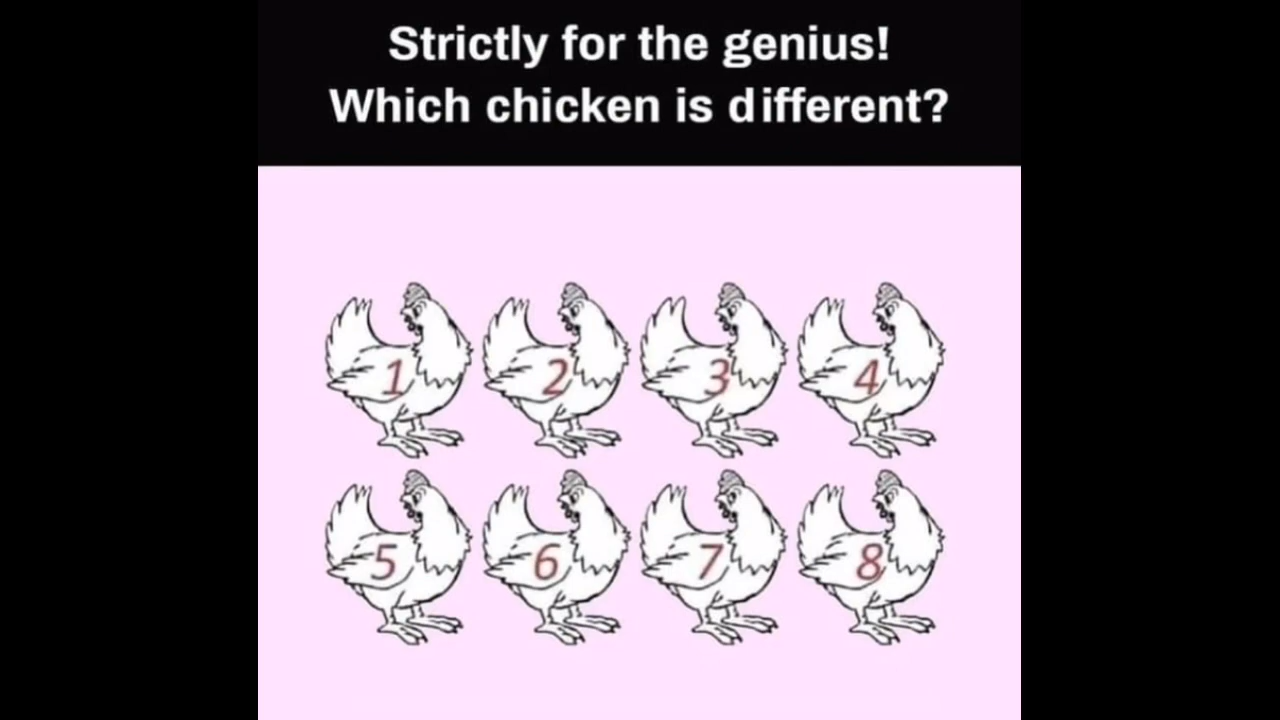 Strictly for the genius!
Which chicken is different?
1 2 3 4
5 6 7 8